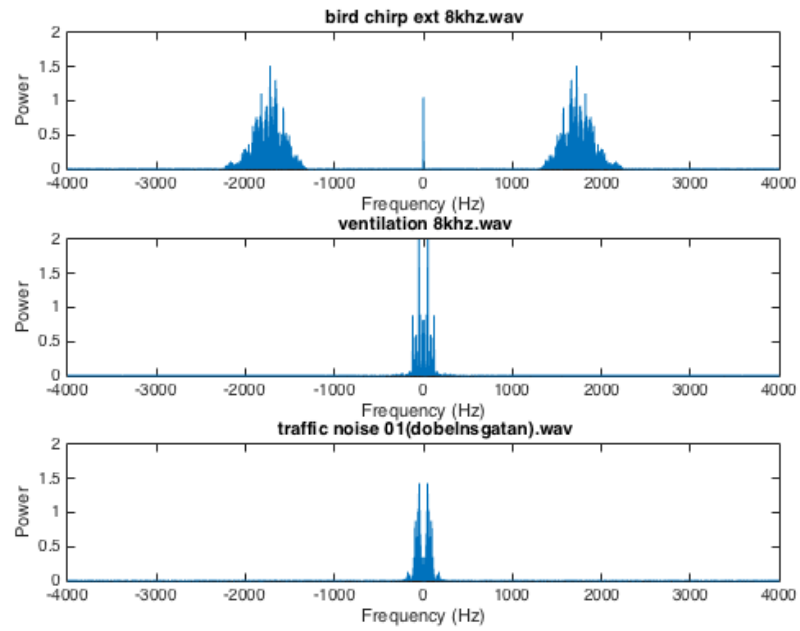 bird chirp ext 8khz.wav
2
1.5
1
0.5
0
Power
-4000 -3000 -2000 -1000 0 1000 2000 3000 4000
Frequency (Hz)
ventilation 8khz.wav
2
1.5
1
0.5
0
Power
-4000 -3000 -2000 -1000 0 1000 2000 3000 4000
Frequency (Hz)
traffic noise 01(dobelnsgatan).wav
2
1.5
1
0.5
0
Power
-4000 -3000 -2000 -1000 0 1000 2000 3000 4000
Frequency (Hz)